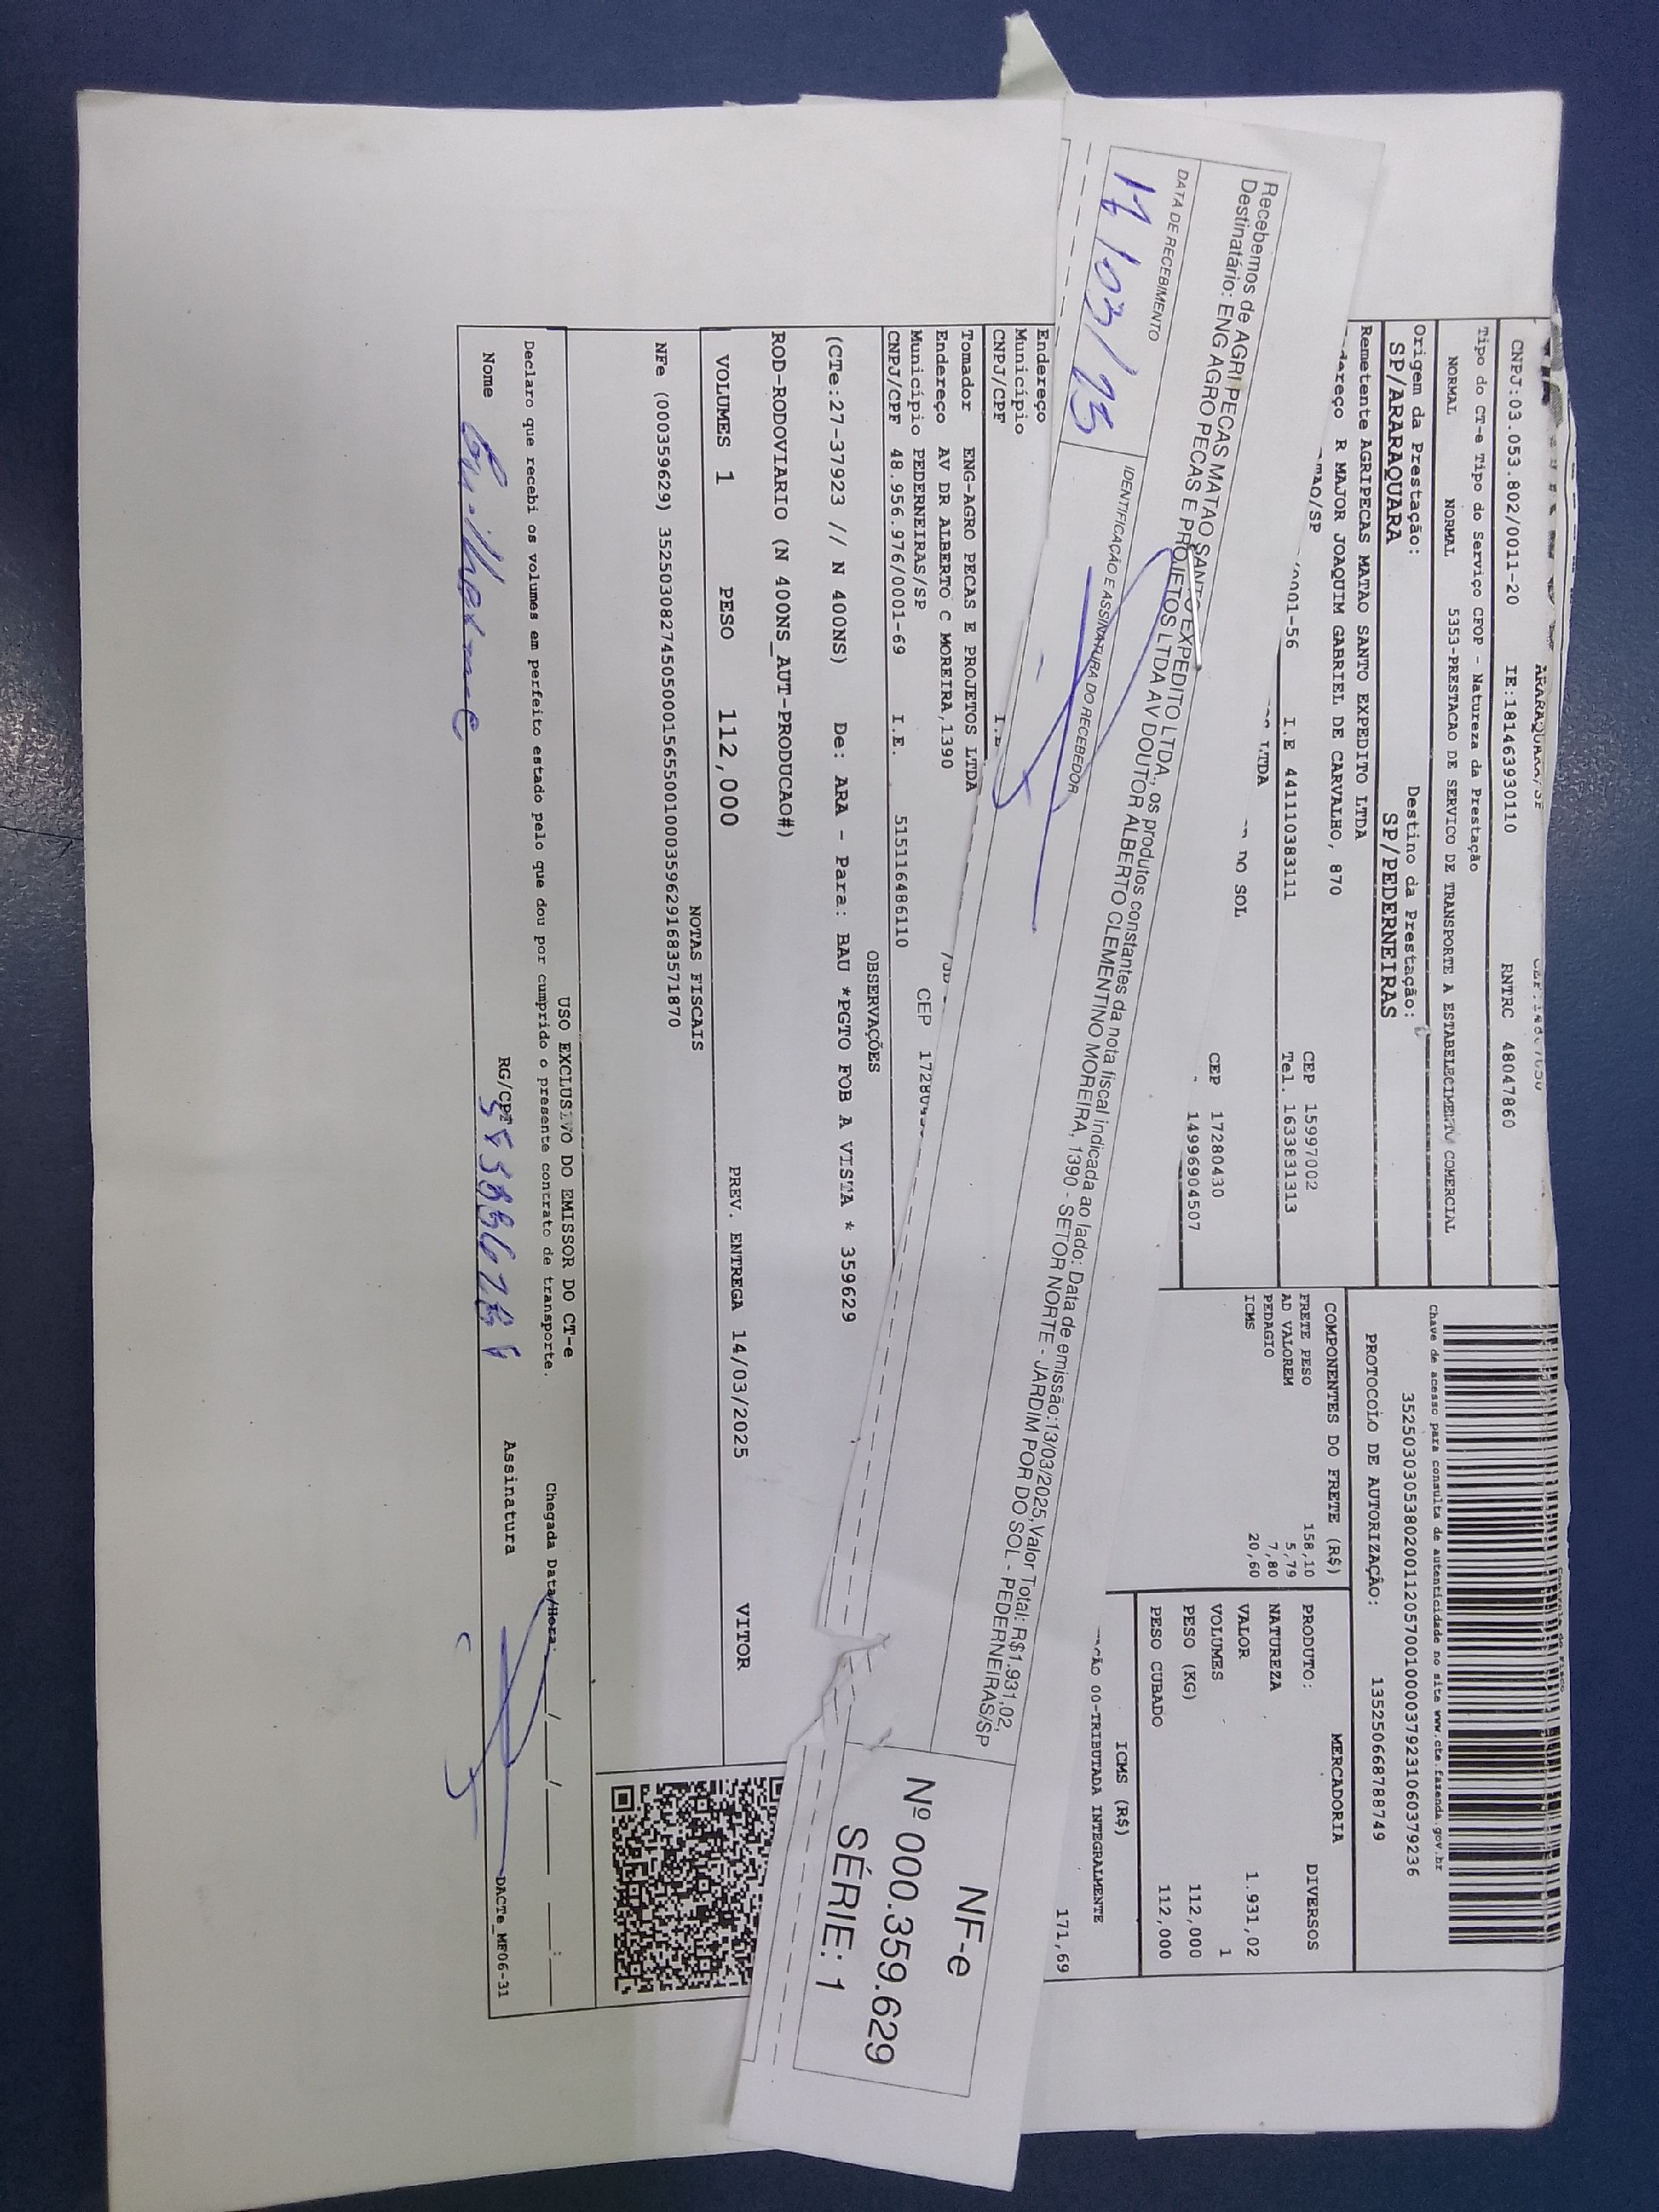 ARARAQUARA/SP
CNPJ:03.053.802/0011-20 IE:181463930110 RNTRC 48047860
Tipo do CT-e Tipo do Serviço CFOP - Natureza da Prestação
NORMAL NORMAL 5353-PRESTACAO DE SERVICO DE TRANSPORTE A ESTABELECIMENTO COMERCIAL
Origem da Prestação: Destino da Prestação:
SP/ARARAQUARA SP/PEDERNEIRAS
Remetente AGRIPECAS MATAO SANTO EXPEDITO LTDA
R MAJOR JOAQUIM GABRIEL DE CARVALHO, 870
CEP 15997002
/0001-56 I.E 441110383111 Tel. 1633831313
LTDA
DO SOL
CEP 17280430
14996904507
Chave de acesso para consulta de autenticidade no site www.cte.fazenda.gov.br
35250303053802001120570010000379231060379236
PROTOCOLO DE AUTORIZAÇÃO: 135250668788749
COMPONENTES DO FRETE (R$)
FRETE PESO 158,10
AD VALOREM 5,79
PEDAGIO 7,80
ICMS 20,60
MERCADORIA
PRODUTO: DIVERSOS
NATUREZA
VALOR 1.931,02
VOLUMES 1
PESO (KG) 112,000
PESO CUBADO 112,000
ICMS (R$)
00-TRIBUTADA INTEGRALMENTE
171,69
Recebemos de AGRI PECAS MATAO SANTO EXPEDITO LTDA., os produtos constantes da nota fiscal indicada ao lado: Data de emissão:13/03/2025,Valor Total: R$1.931,02,
Destinatário: ENG AGRO PECAS E PROJETOS LTDA AV DOUTOR ALBERTO CLEMENTINO MOREIRA, 1390 - SETOR NORTE - JARDIM POR DO SOL - PEDERNEIRAS/SP
DATA DE RECEBIMENTO IDENTIFICAÇÃO E ASSINATURA DO RECEBEDOR
NF-e
Nº 000.359.629
SÉRIE: 1
Endereço
Município
CNPJ/CPF I.E.
Tomador ENG-AGRO PECAS E PROJETOS LTDA
Endereço AV DR ALBERTO C MOREIRA,1390
Município PEDERNEIRAS/SP CEP
CNPJ/CPF 48.956.976/0001-69 I.E. 515116486110
OBSERVAÇÕES
(CTe:27-37923 // N 400NS) De: ARA - Para: BAU *PGTO FOB A VISTA * 359629
ROD-RODOVIARIO (N 400NS_AUT-PRODUCAO#)
VOLUMES 1 PESO 112,000 PREV. ENTREGA 14/03/2025 VITOR
NOTAS FISCAIS
NFe (000359629) 35250308274505000156550010003596291683571870
USO EXCLUSIVO DO EMISSOR DO CT-e
Declaro que recebi os volumes em perfeito estado pelo que dou por cumprido o presente contrato de transporte. Chegada Data/Hora: ___/___/___ ___:___
Nome Guilherme RG/CPF Assinatura
DACTe_MF06-31